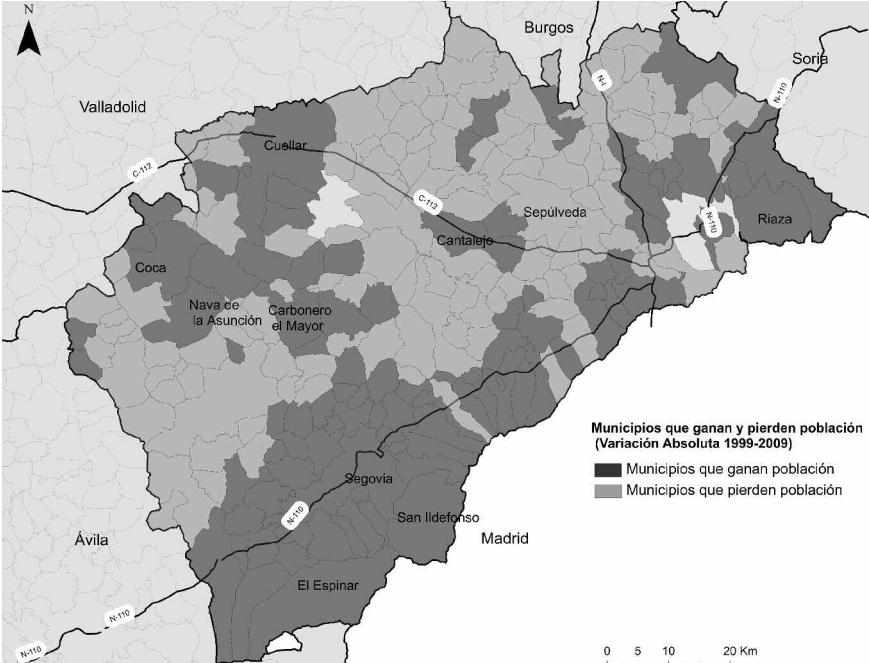 N
Burgos
Soria
N-I
N-110
Valladolid
Cuellar
C-112
C-112
Sepúlveda
Riaza
N-110
Cantalejo
Coca
Nava de
la Asunción
Carbonero
el Mayor
Municipios que ganan y pierden población
(Variación Absoluta 1999-2009)
Municipios que ganan población
Municipios que pierden población
Segovia
N-110
San Ildefonso
Ávila
Madrid
El Espinar
N-110
N-110
0 5 10 20 Km